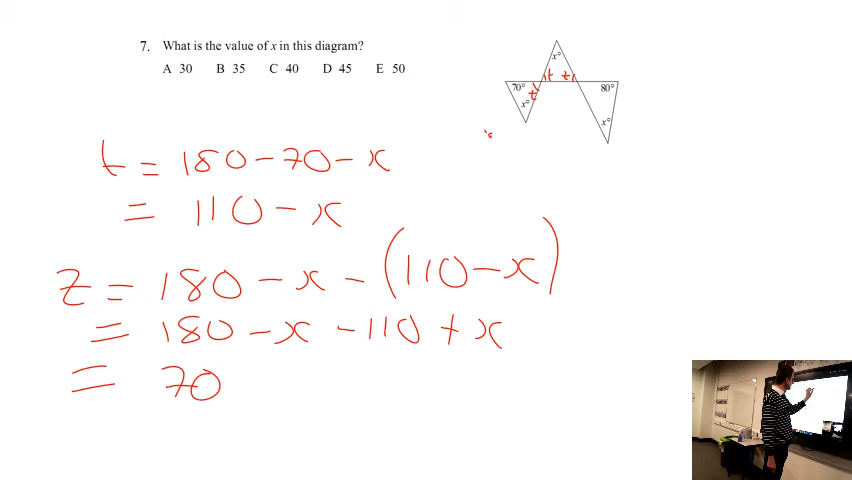 7. What is the value of x in this diagram?
A 30 B 35 C 40 D 45 E 50
x°
t z
70° t 80°
x° x°
t = 180 - 70 - x
= 110 - x
z = 180 - x - (110 - x)
= 180 - x - 110 + x
= 70